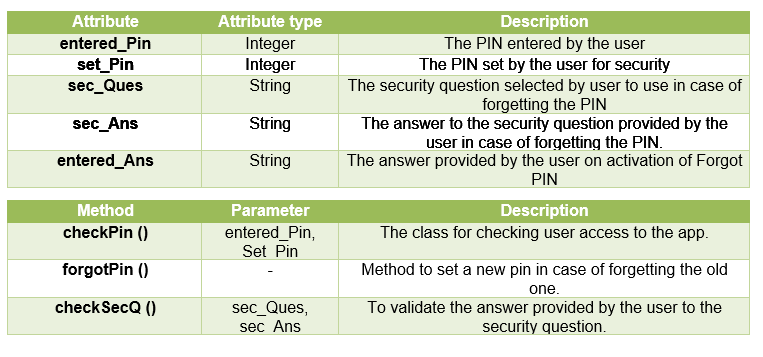 Attribute Attribute type Description
entered_Pin Integer The PIN entered by the user
set_Pin Integer The PIN set by the user for security
sec_Ques String The security question selected by user to use in case of
forgetting the PIN
sec_Ans String The answer to the security question provided by the
user in case of forgetting the PIN.
entered_Ans String The answer provided by the user on activation of Forgot
PIN
Method Parameter Description
checkPin () entered_Pin, The class for checking user access to the app.
Set_Pin
forgotPin () - Method to set a new pin in case of forgetting the old
one.
checkSecQ () sec_Ques, To validate the answer provided by the user to the
sec_Ans security question.